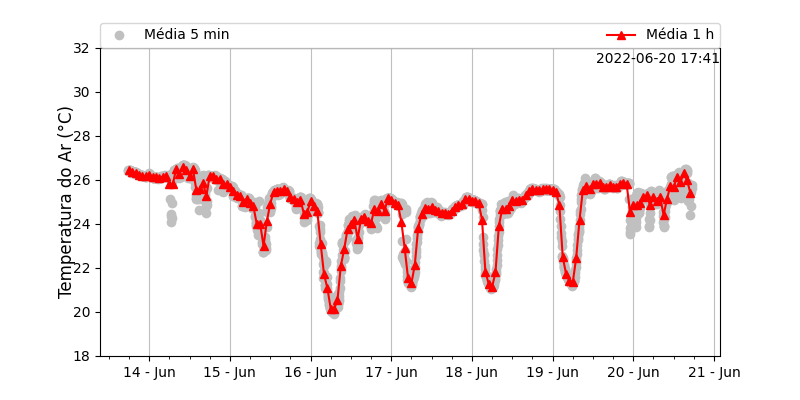 Média 5 min
Média 1 h
2022-06-20 17:41
Temperatura do Ar (°C)
32
30
28
26
24
22
20
18
14 - Jun
15 - Jun
16 - Jun
17 - Jun
18 - Jun
19 - Jun
20 - Jun
21 - Jun